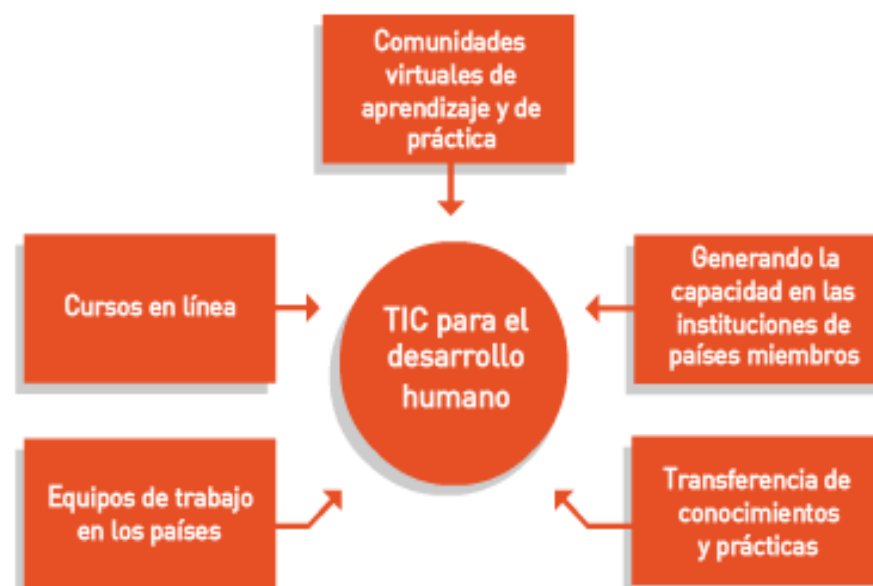 Comunidades
virtuales de
aprendizaje y de
práctica
Cursos en línea
TIC para el
desarrollo
humano
Generando la
capacidad en las
instituciones de
países miembros
Equipos de trabajo
en los países
Transferencia de
conocimientos
y prácticas